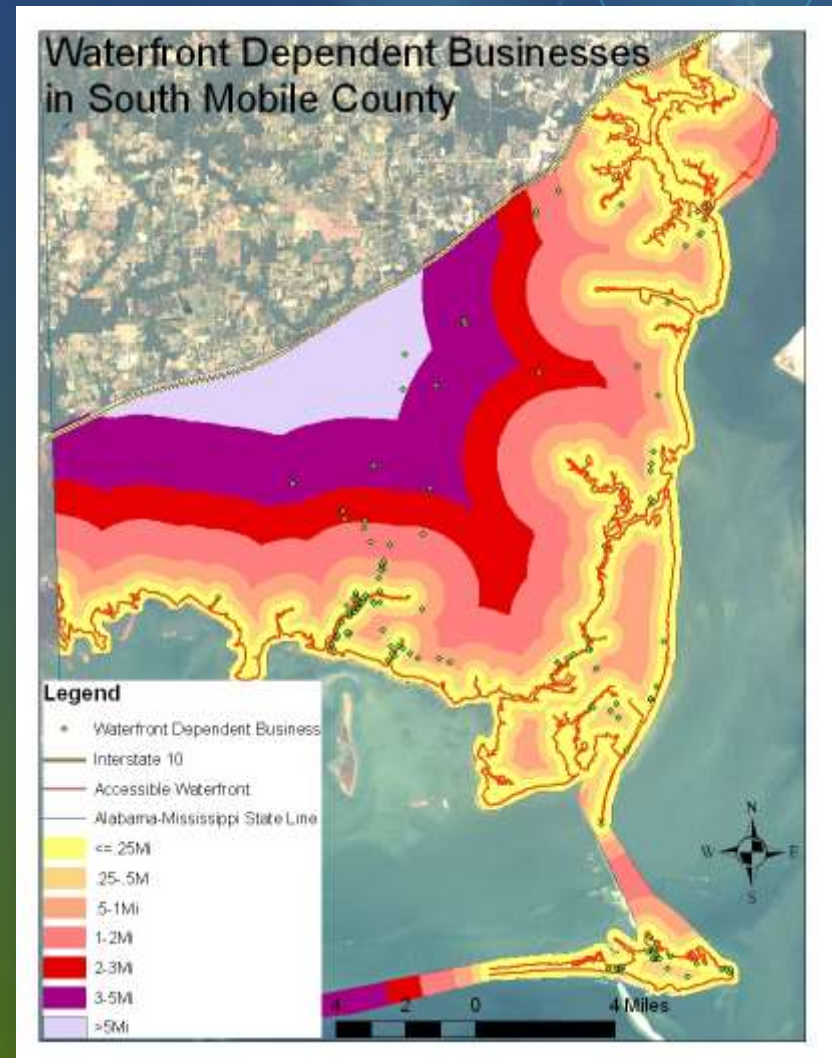 Waterfront Dependent Businesses
in South Mobile County
Legend
Waterfront Dependent Business
Interstate 10
Accessible Waterfront
Alabama-Mississippi State Line
<=.25Mi
.25-.5M
.5-1Mi
1-2Mi
2-3Mi
3-5Mi
>5Mi
N
W E
S
4 2 0 4 Miles